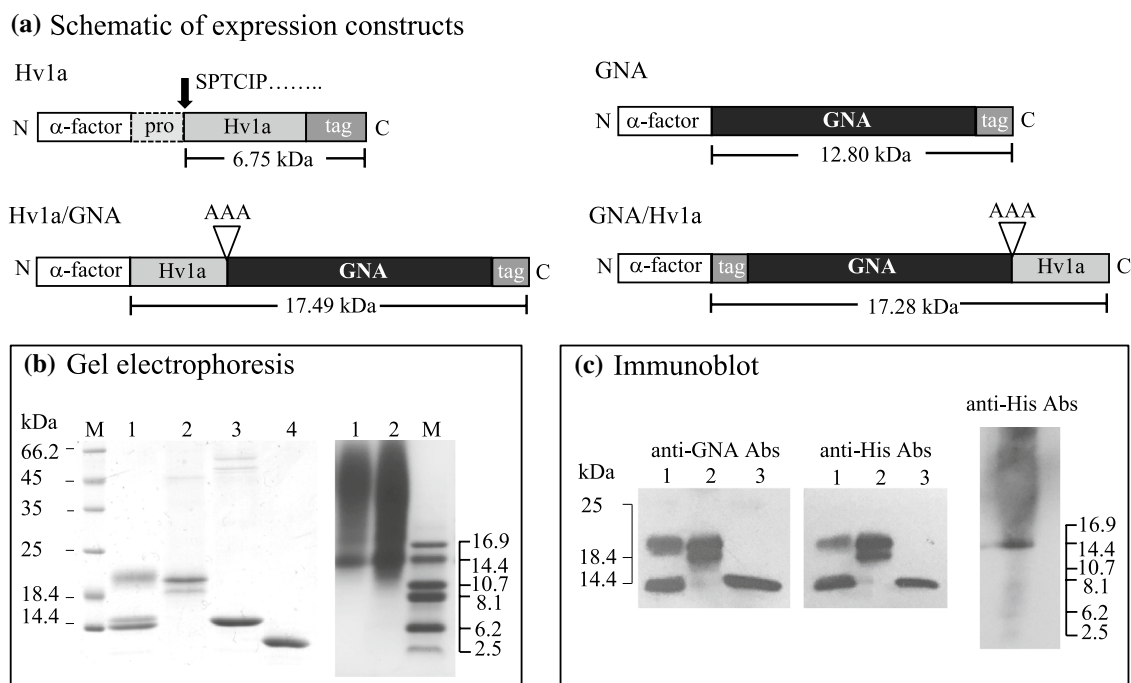 (a) Schematic of expression constructs
Hv1a
SPTCIP........
N α-factor pro Hv1a tag C
6.75 kDa
GNA
N α-factor GNA tag C
12.80 kDa
Hv1a/GNA
AAA
N α-factor Hv1a GNA tag C
17.49 kDa
GNA/Hv1a
AAA
N α-factor tag GNA Hv1a C
17.28 kDa
(b) Gel electrophoresis
kDa
M 1 2 3 4
66.2
45
35
25
18.4
14.4
1 2 M
16.9
14.4
10.7
8.1
6.2
2.5
(c) Immunoblot
anti-GNA Abs
anti-His Abs
kDa
1 2 3
1 2 3
25
18.4
14.4
anti-His Abs
16.9
14.4
10.7
8.1
6.2
2.5